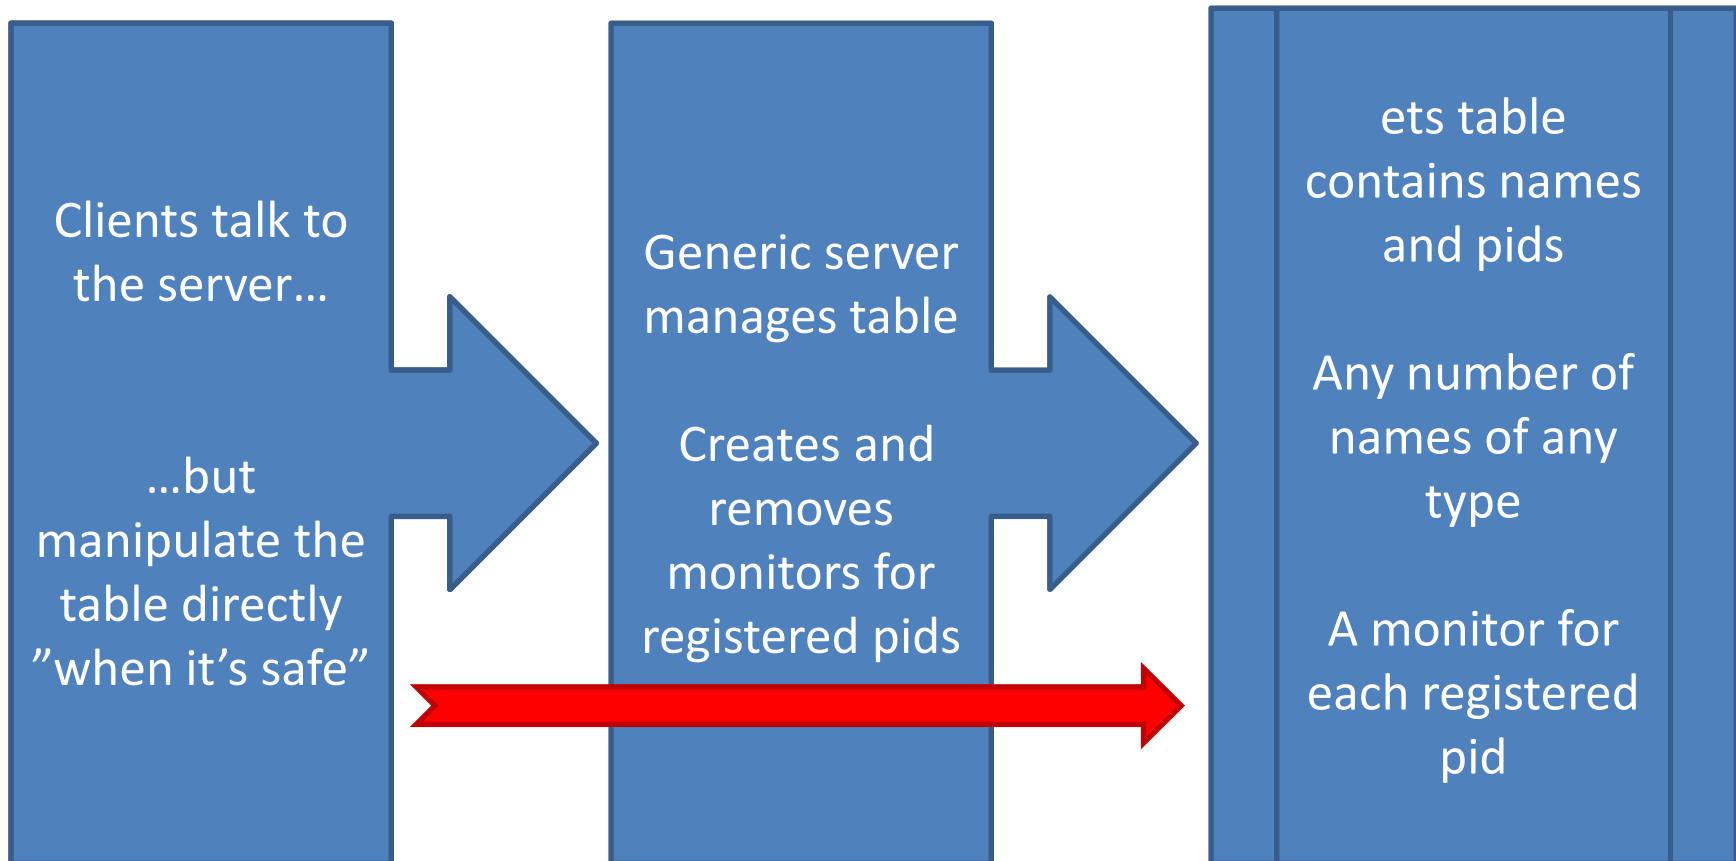 Clients talk to
the server…
…but
manipulate the
table directly
”when it’s safe”
Generic server
manages table
Creates and
removes
monitors for
registered pids
ets table
contains names
and pids
Any number of
names of any
type
A monitor for
each registered
pid